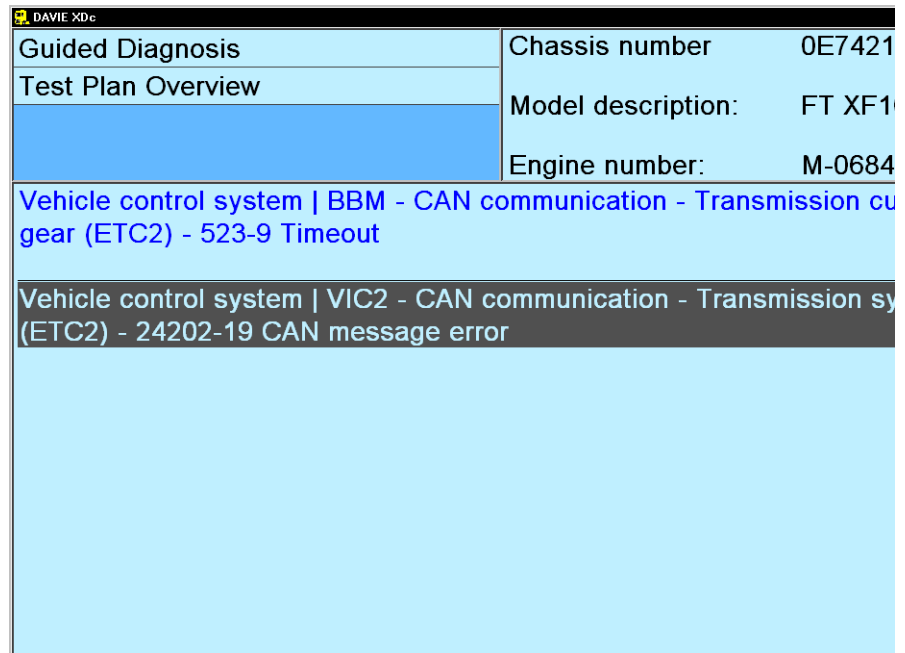 DAVIE XDc
Guided Diagnosis
Test Plan Overview
Chassis number 0E7421
Model description: FT XF1
Engine number: M-0684
Vehicle control system | BBM - CAN communication - Transmission cu
gear (ETC2) - 523-9 Timeout
Vehicle control system | VIC2 - CAN communication - Transmission sy
(ETC2) - 24202-19 CAN message error